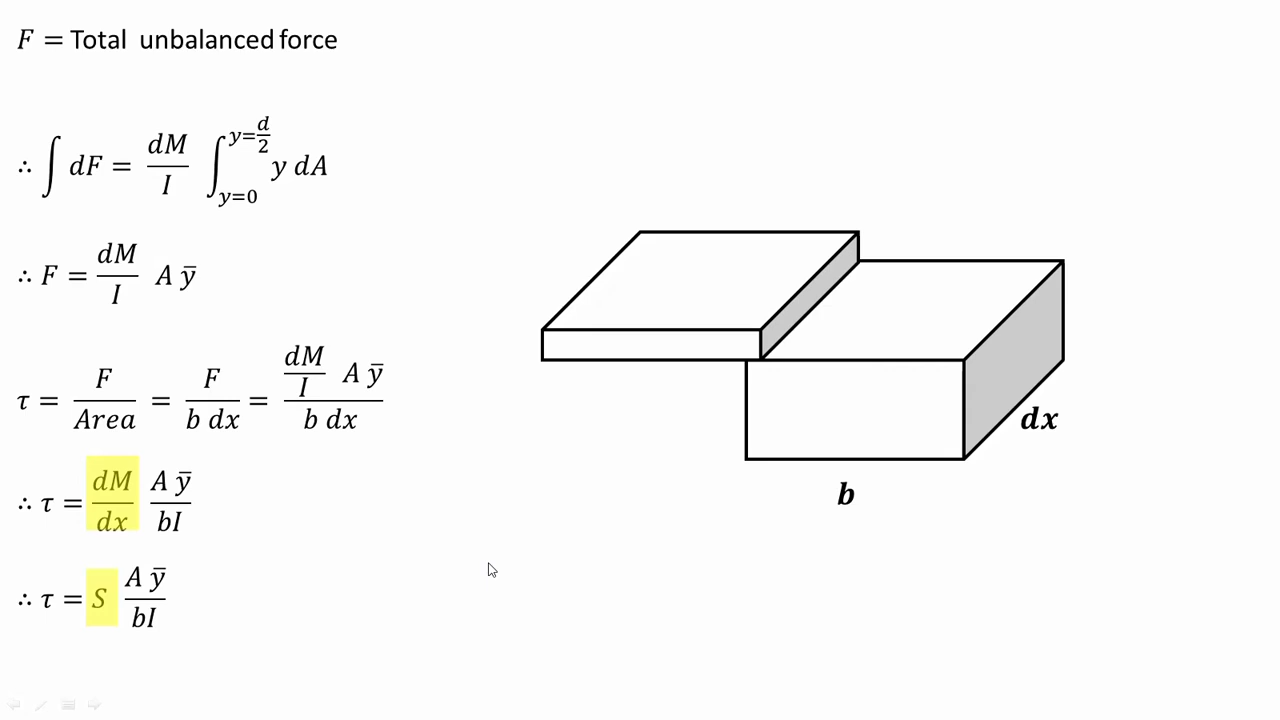 F = Total unbalanced force
∴ ∫ dF = dM/I ∫_{y=0}^{y=d/2} y dA
∴ F = dM/I A ȳ
τ = F/Area = F/(b dx) = (dM/I A ȳ)/(b dx)
∴ τ = dM/dx (A ȳ)/(bI)
∴ τ = S (A ȳ)/(bI)
dx
b